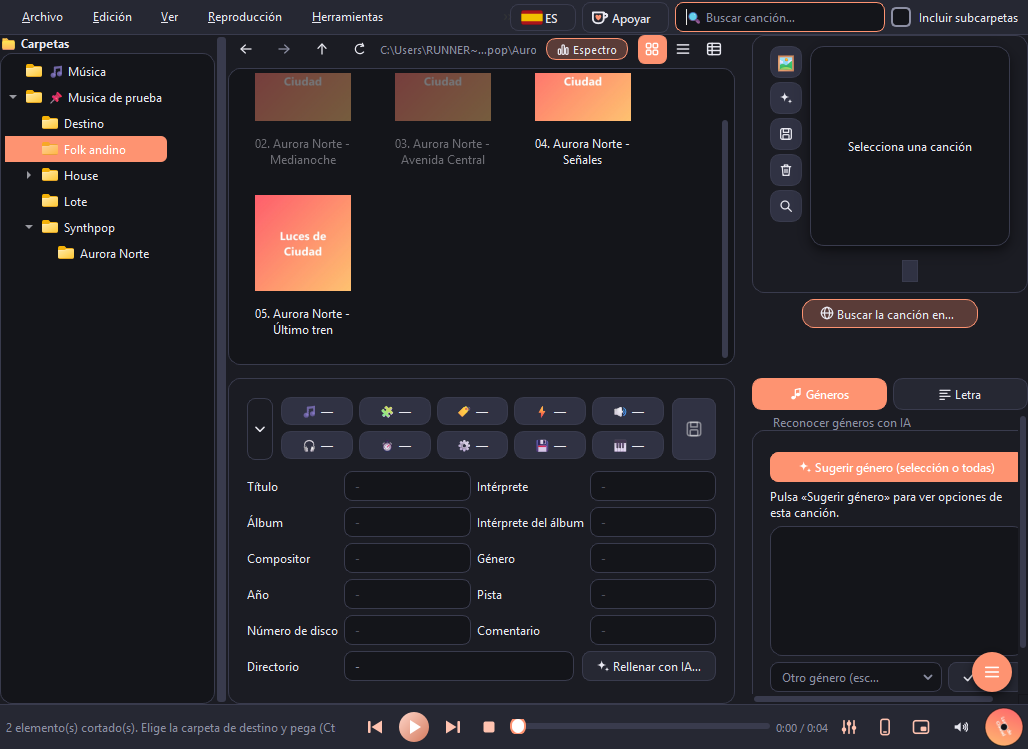 Archivo Edición Ver Reproducción Herramientas ES Apoyar Buscar canción... Incluir subcarpetas
Carpetas
Música
Musica de prueba
Destino
Folk andino
House
Lote
Synthpop
Aurora Norte
C:\Users\RUNNER~...pop\Auro Espectro
Ciudad Ciudad Ciudad
02. Aurora Norte - Medianoche
03. Aurora Norte - Avenida Central
04. Aurora Norte - Señales
Luces de
Ciudad
05. Aurora Norte -
Último tren
Selecciona una canción
Buscar la canción en...
Géneros Letra
Reconocer géneros con IA
Sugerir género (selección o todas)
Pulsa «Sugerir género» para ver opciones de
esta canción.
Otro género (esc...
— — — — —
— — — — —
Título - Intérprete -
Álbum - Intérprete del álbum -
Compositor - Género -
Año - Pista -
Número de disco - Comentario -
Directorio - Rellenar con IA...
2 elemento(s) cortado(s). Elige la carpeta de destino y pega (Ct
0:00 / 0:04